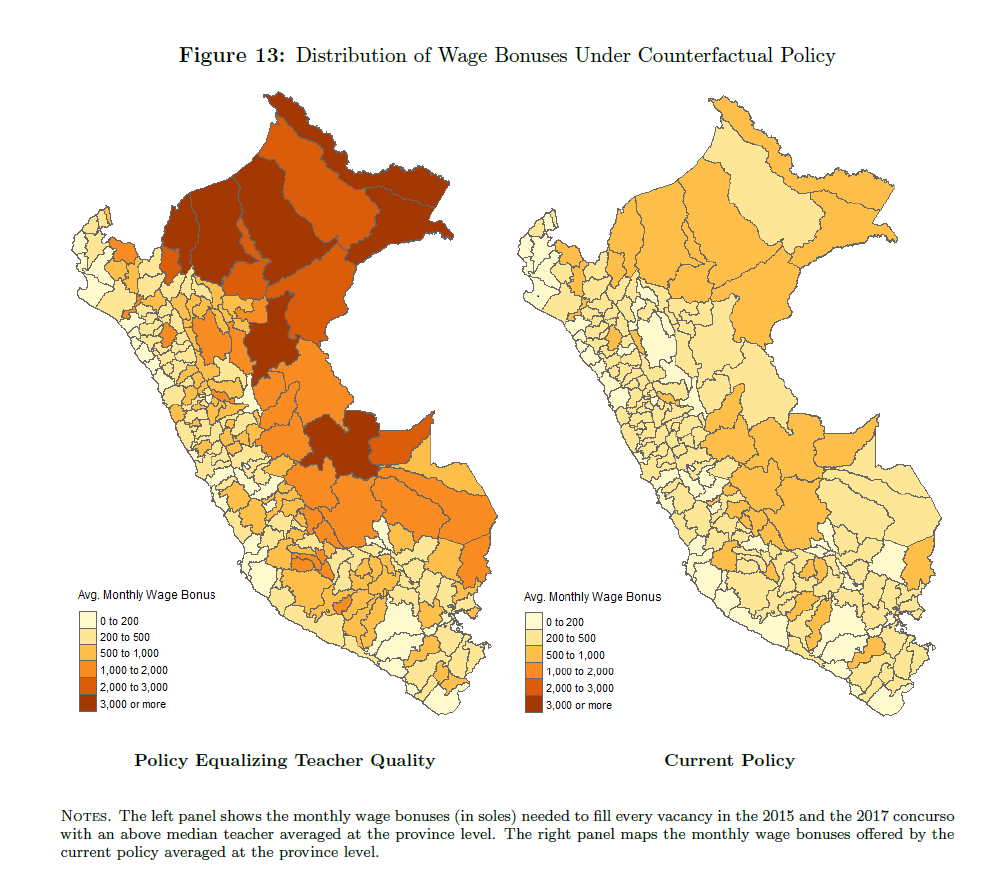 Figure 13: Distribution of Wage Bonuses Under Counterfactual Policy
Avg. Monthly Wage Bonus
0 to 200
200 to 500
500 to 1,000
1,000 to 2,000
2,000 to 3,000
3,000 or more
Avg. Monthly Wage Bonus
0 to 200
200 to 500
500 to 1,000
1,000 to 2,000
2,000 to 3,000
3,000 or more
Policy Equalizing Teacher Quality
Current Policy
NOTES. The left panel shows the monthly wage bonuses (in soles) needed to fill every vacancy in the 2015 and the 2017 concurso
with an above median teacher averaged at the province level. The right panel maps the monthly wage bonuses offered by the
current policy averaged at the province level.